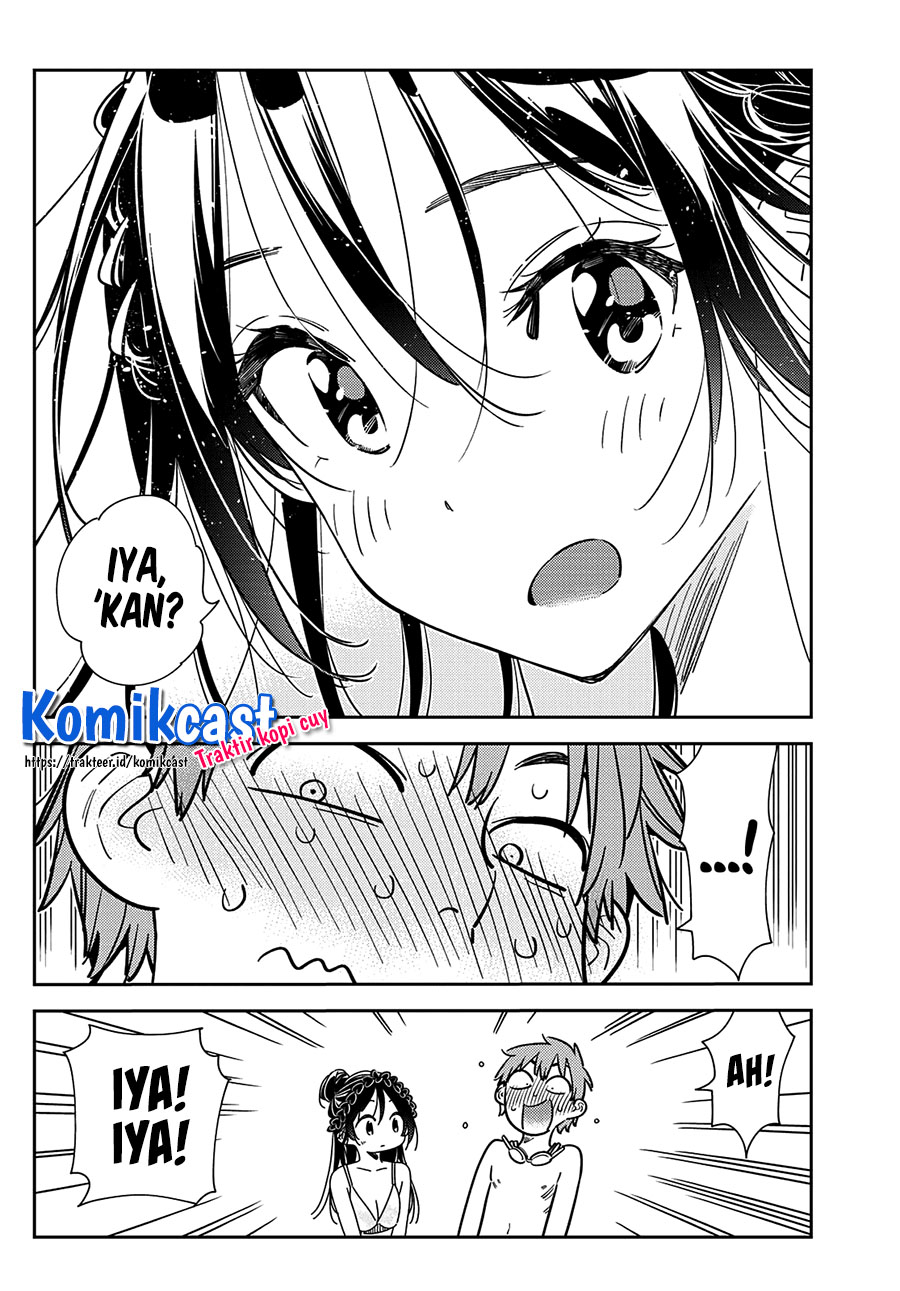 IYA,
'KAN?
Komikcast
Traktir kopi cuy
https://trakteer.id/komikcast
....!
AH!
IYA!
IYA!